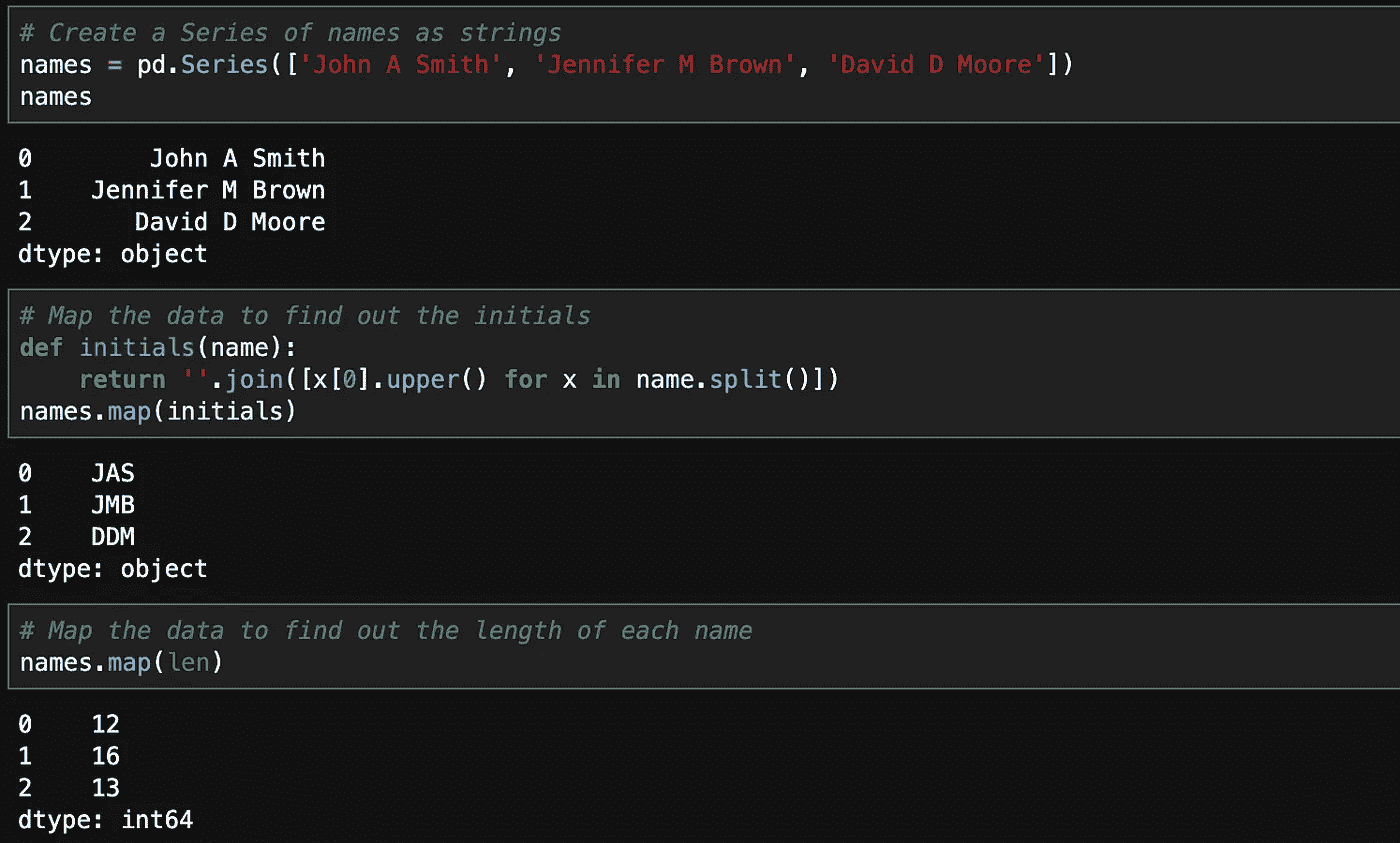 # Create a Series of names as strings
names = pd.Series(['John A Smith', 'Jennifer M Brown', 'David D Moore'])
names
0        John A Smith
1    Jennifer M Brown
2       David D Moore
dtype: object
# Map the data to find out the initials
def initials(name):
    return ''.join([x[0].upper() for x in name.split()])
names.map(initials)
0    JAS
1    JMB
2    DDM
dtype: object
# Map the data to find out the length of each name
names.map(len)
0    12
1    16
2    13
dtype: int64